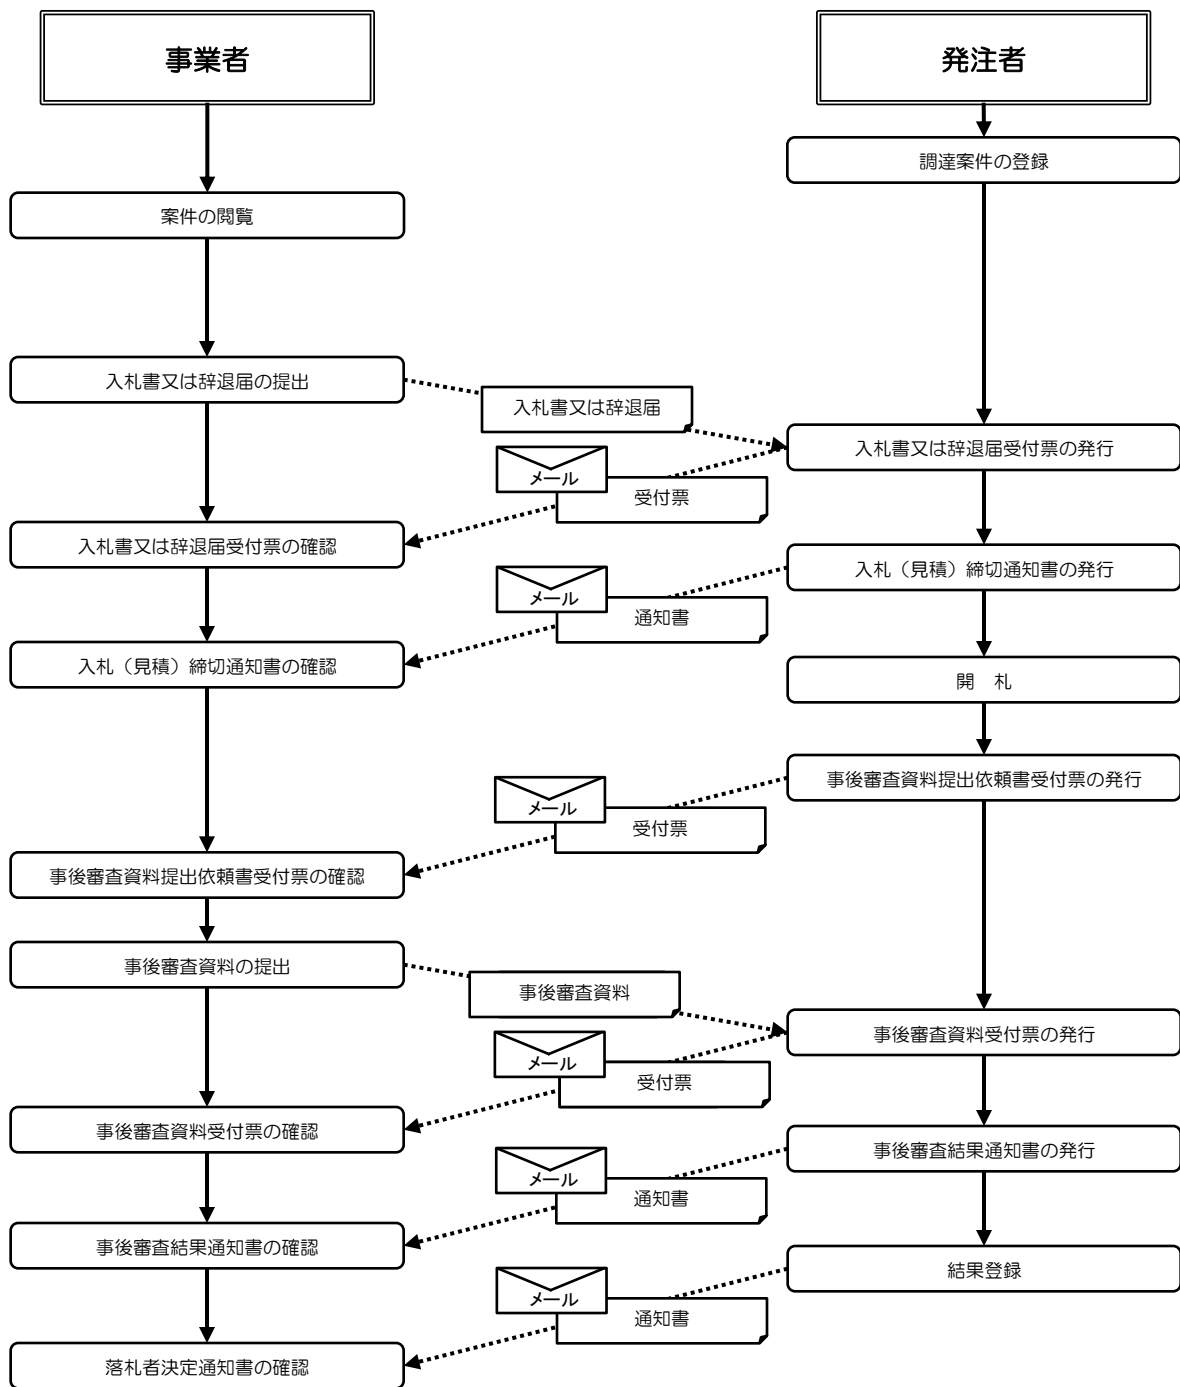 事業者
発注者
調達案件の登録
案件の閲覧
入札書又は辞退届の提出
入札書又は辞退届
入札書又は辞退届受付票の発行
メール
受付票
入札書又は辞退届受付票の確認
入札（見積）締切通知書の発行
メール
通知書
入札（見積）締切通知書の確認
開　札
事後審査資料提出依頼書受付票の発行
メール
受付票
事後審査資料提出依頼書受付票の確認
事後審査資料の提出
事後審査資料
事後審査資料受付票の発行
メール
受付票
事後審査資料受付票の確認
事後審査結果通知書の発行
メール
通知書
事後審査結果通知書の確認
結果登録
メール
通知書
落札者決定通知書の確認